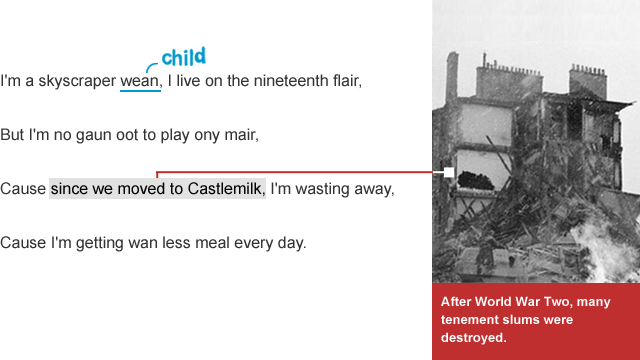 child
I'm a skyscraper wean, I live on the nineteenth flair,
But I'm no gaun oot to play ony mair,
Cause since we moved to Castlemilk, I'm wasting away,
Cause I'm getting wan less meal every day.
After World War Two, many
tenement slums were
destroyed.